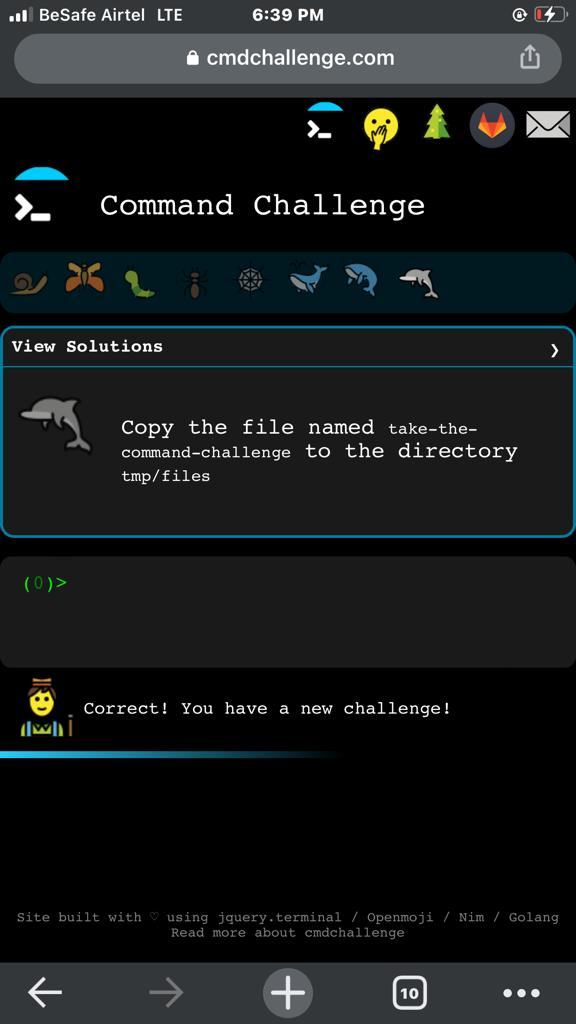 BeSafe Airtel LTE 6:39 PM
cmdchallenge.com
Command Challenge
View Solutions
Copy the file named take-the-
command-challenge to the directory
tmp/files
(0)>
Correct! You have a new challenge!
Site built with ♡ using jquery.terminal / Openmoji / Nim / Golang
Read more about cmdchallenge
10